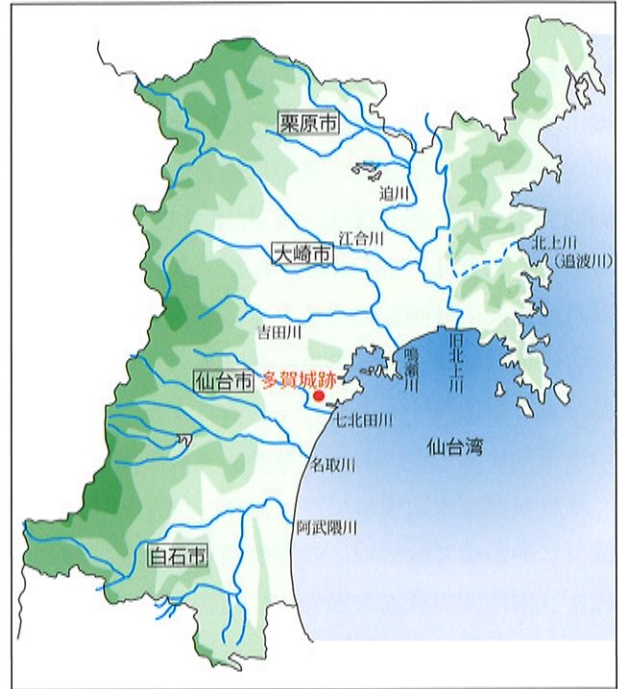 栗原市
迫川
江合川
大崎市
北上川
（追波川）
吉田川
鳴瀬川
旧北上川
仙台市
多賀城跡
七北田川
仙台湾
名取川
阿武隈川
白石市